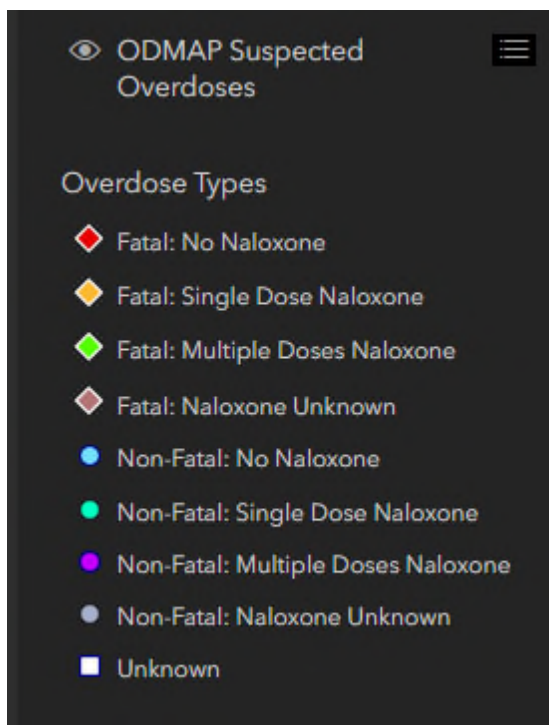 ODMAP Suspected
Overdoses
Overdose Types
Fatal: No Naloxone
Fatal: Single Dose Naloxone
Fatal: Multiple Doses Naloxone
Fatal: Naloxone Unknown
Non-Fatal: No Naloxone
Non-Fatal: Single Dose Naloxone
Non-Fatal: Multiple Doses Naloxone
Non-Fatal: Naloxone Unknown
Unknown